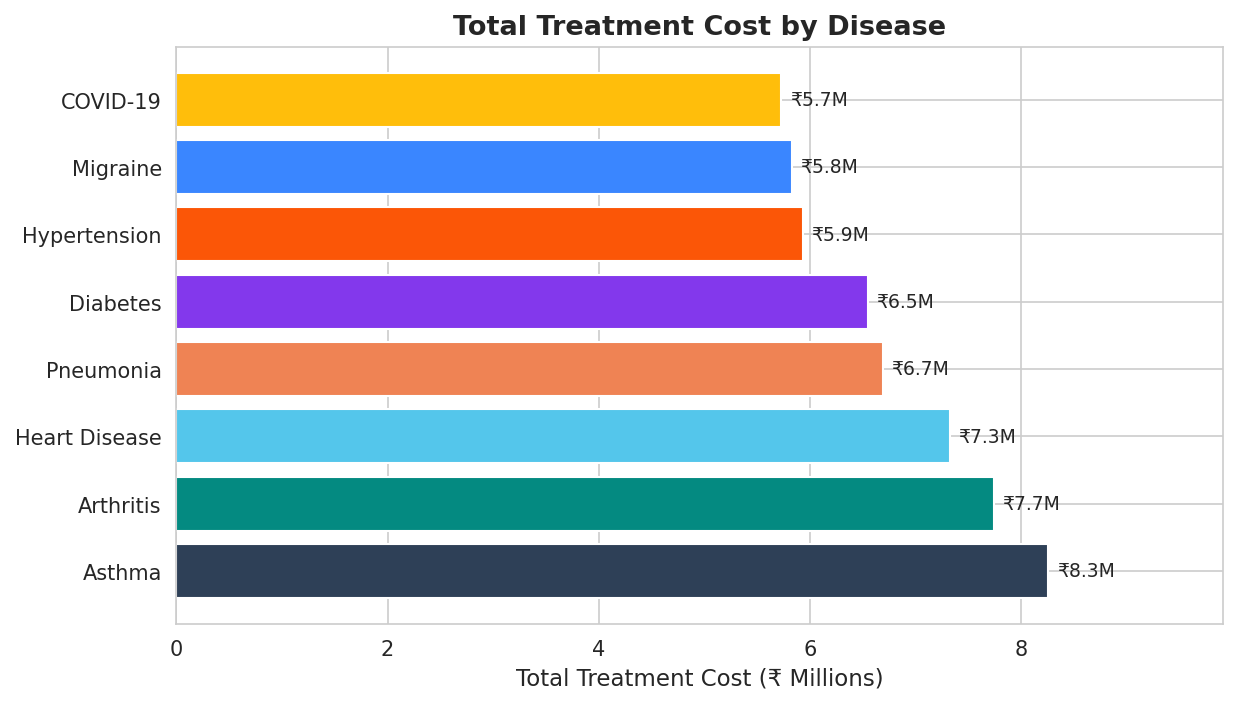 Total Treatment Cost by Disease
COVID-19 ₹5.7M
Migraine ₹5.8M
Hypertension ₹5.9M
Diabetes ₹6.5M
Pneumonia ₹6.7M
Heart Disease ₹7.3M
Arthritis ₹7.7M
Asthma ₹8.3M
0 2 4 6 8
Total Treatment Cost (₹ Millions)